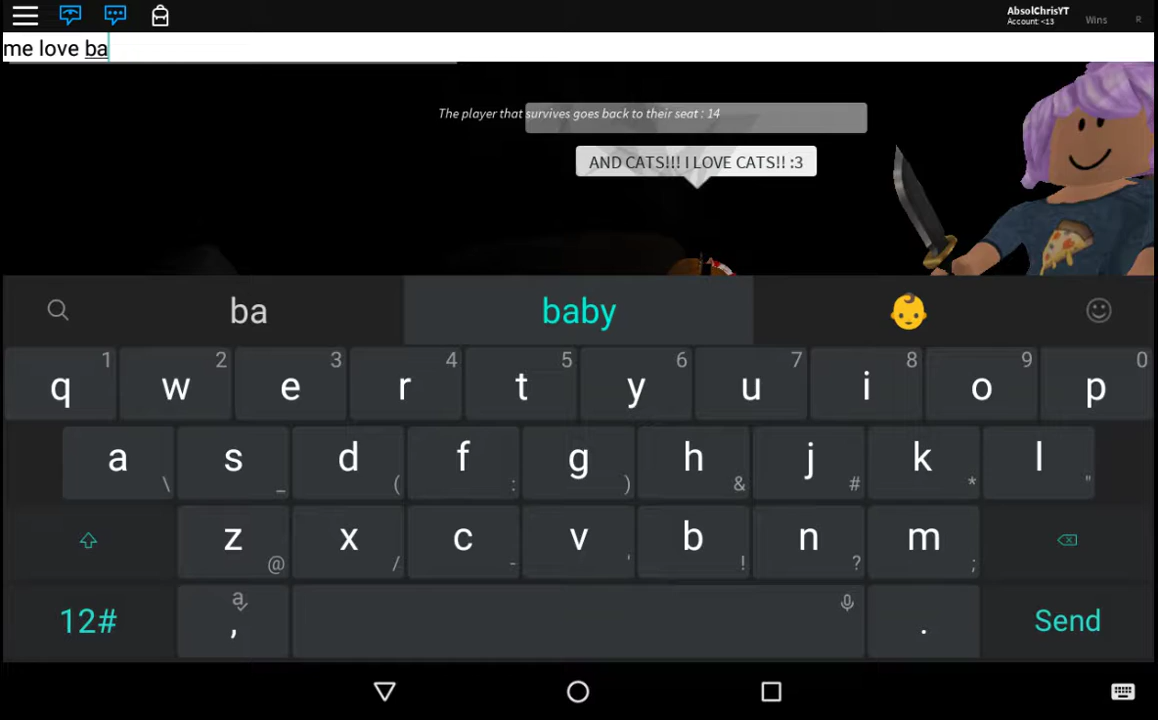 AbsolChrisYT
Account: <13
Wins
R
me love ba
The player that survives goes back to their seat : 14
AND CATS!!! I LOVE CATS!! :3
ba baby
1 2 3 4 5 6 7 8 9 0
q w e r t y u i o p
a s d f g h j k l
\ _ ( : ) & # * "
z x c v b n m
@ / - ' ! ? ;
12# a , . Send